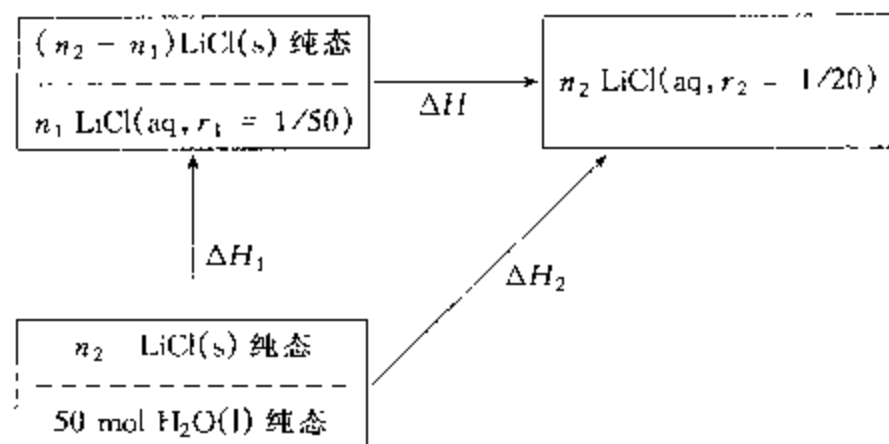 (n₂ − n₁)LiCl(s) 纯态
n₁ LiCl(aq, r₁ = 1/50)
ΔH
n₂ LiCl(aq, r₂ − 1/20)
ΔH₁
ΔH₂
n₂ LiCl(s) 纯态
50 mol H₂O(l) 纯态